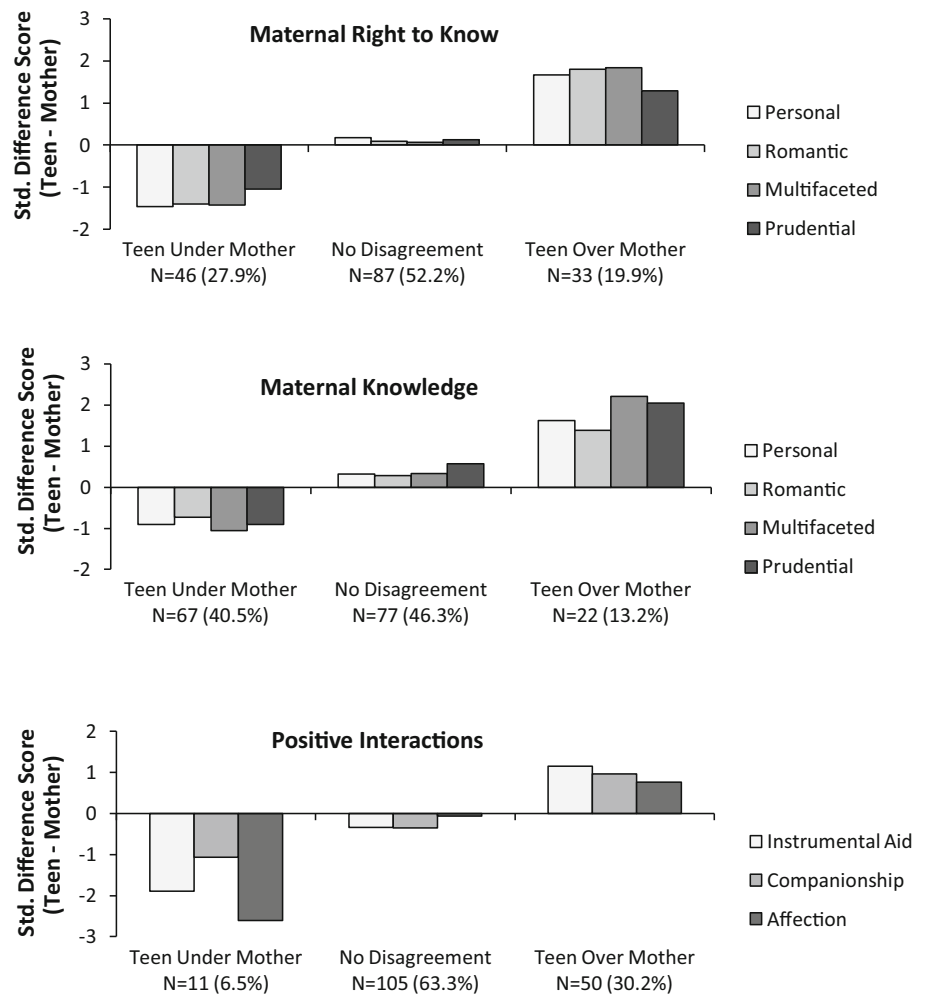 Maternal Right to Know
Std. Difference Score
(Teen - Mother)
3
2
1
0
-1
-2
Teen Under Mother
N=46 (27.9%)
No Disagreement
N=87 (52.2%)
Teen Over Mother
N=33 (19.9%)
Personal
Romantic
Multifaceted
Prudential
Maternal Knowledge
Std. Difference Score
(Teen - Mother)
3
2
1
0
-1
-2
Teen Under Mother
N=67 (40.5%)
No Disagreement
N=77 (46.3%)
Teen Over Mother
N=22 (13.2%)
Personal
Romantic
Multifaceted
Prudential
Positive Interactions
Std. Difference Score
(Teen - Mother)
2
1
0
-1
-2
-3
Teen Under Mother
N=11 (6.5%)
No Disagreement
N=105 (63.3%)
Teen Over Mother
N=50 (30.2%)
Instrumental Aid
Companionship
Affection